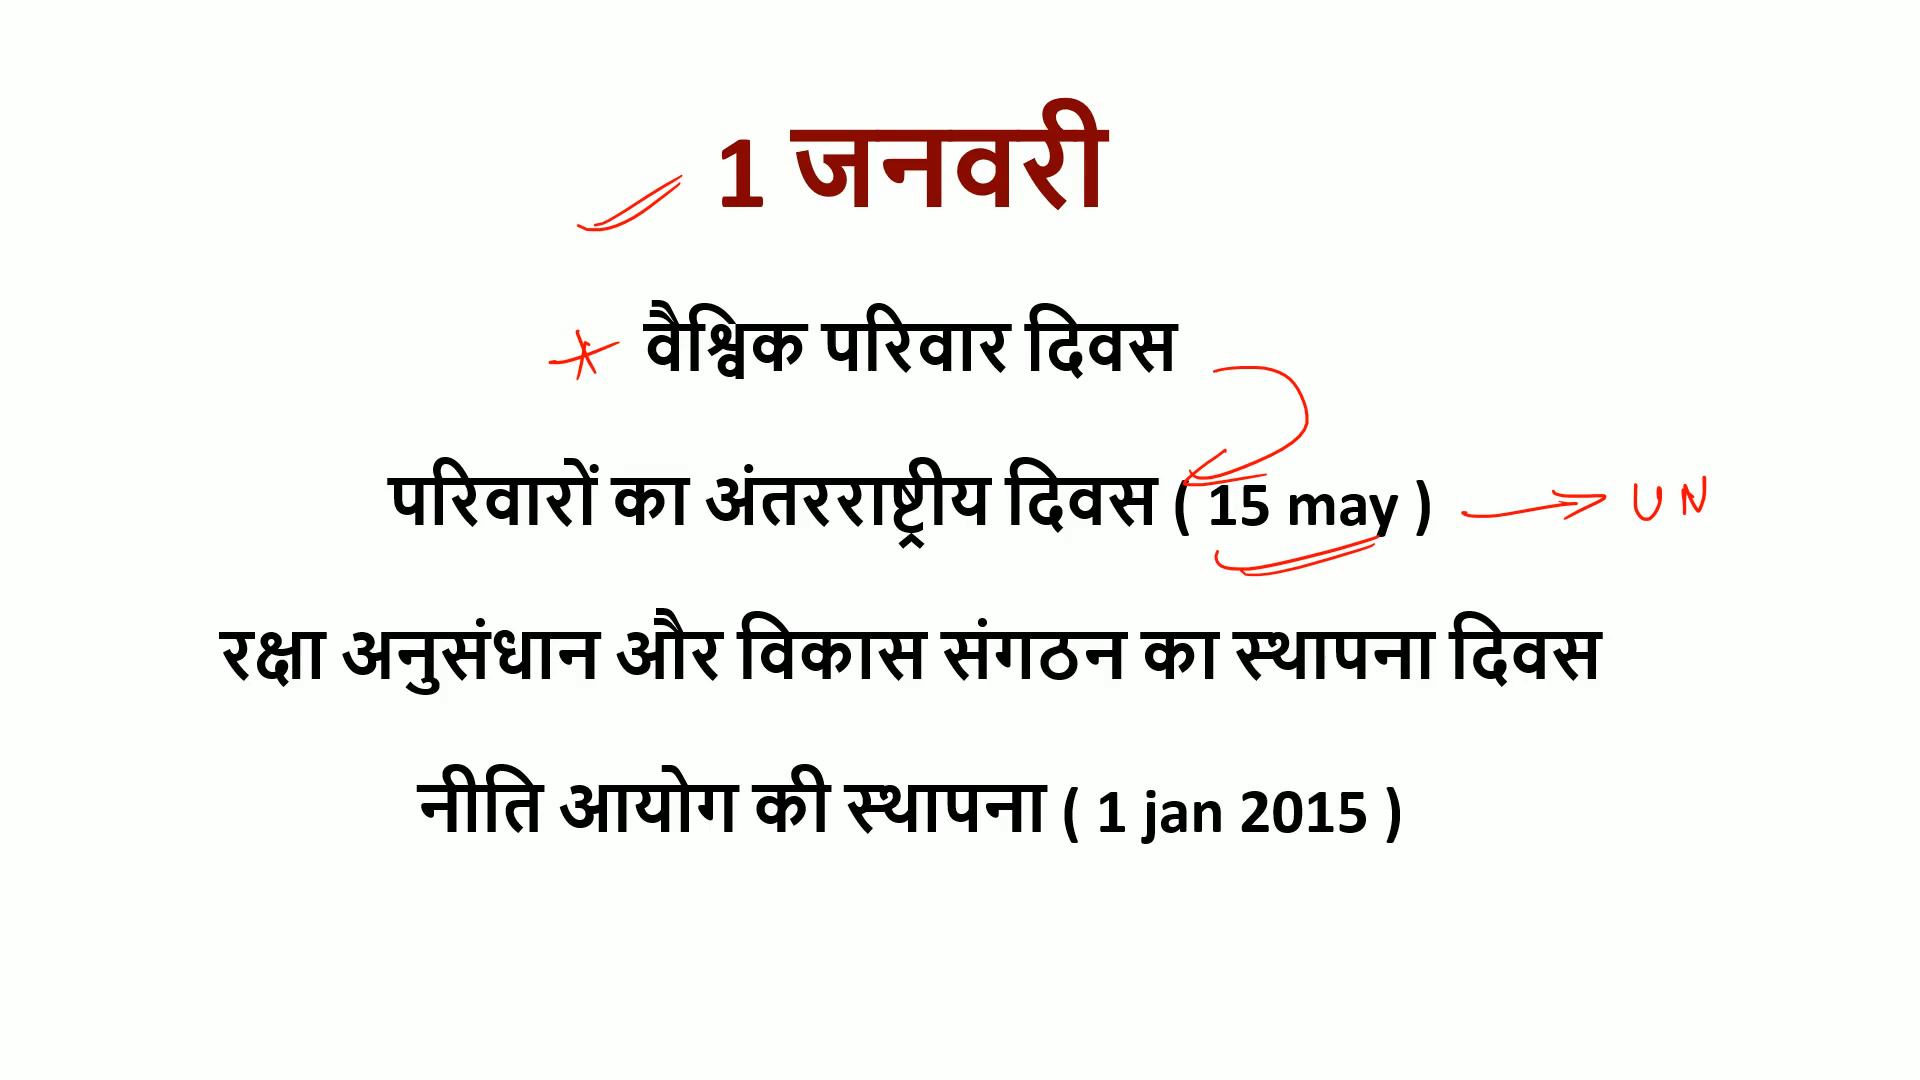 1 जनवरी
वैश्विक परिवार दिवस
परिवारों का अंतरराष्ट्रीय दिवस ( 15 may ) UN
रक्षा अनुसंधान और विकास संगठन का स्थापना दिवस
नीति आयोग की स्थापना ( 1 jan 2015 )